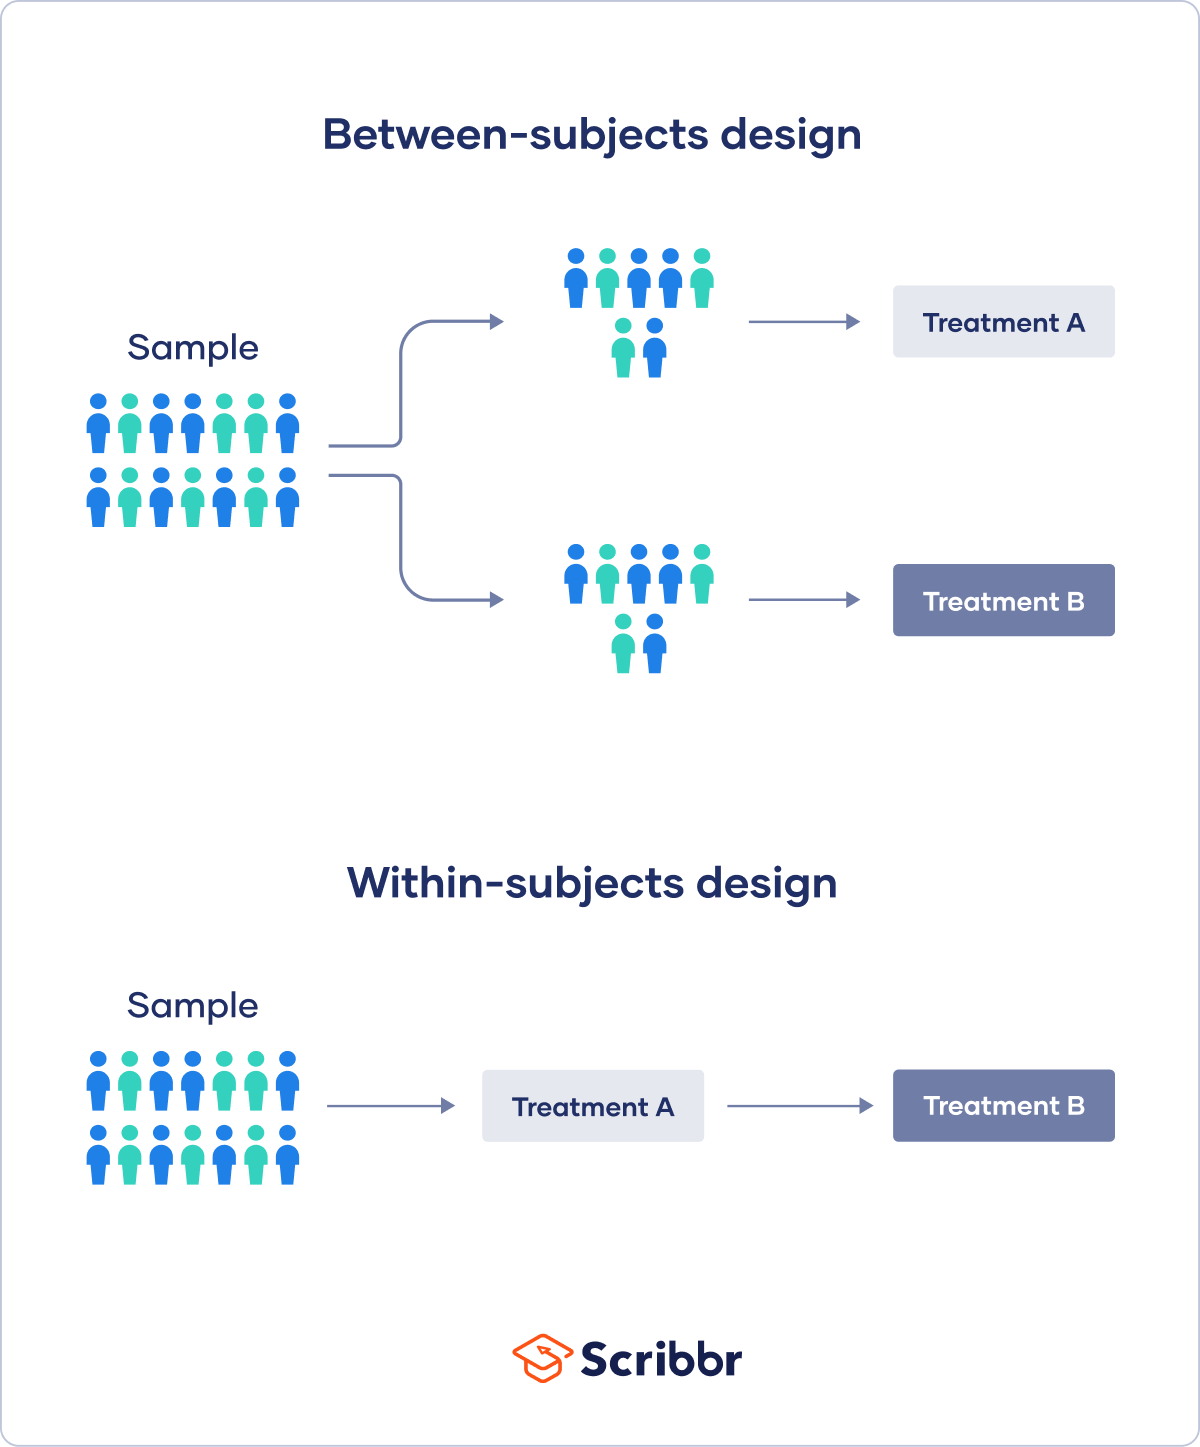 Between-subjects design
Sample
Treatment A
Treatment B
Within-subjects design
Sample
Treatment A
Treatment B
Scribbr